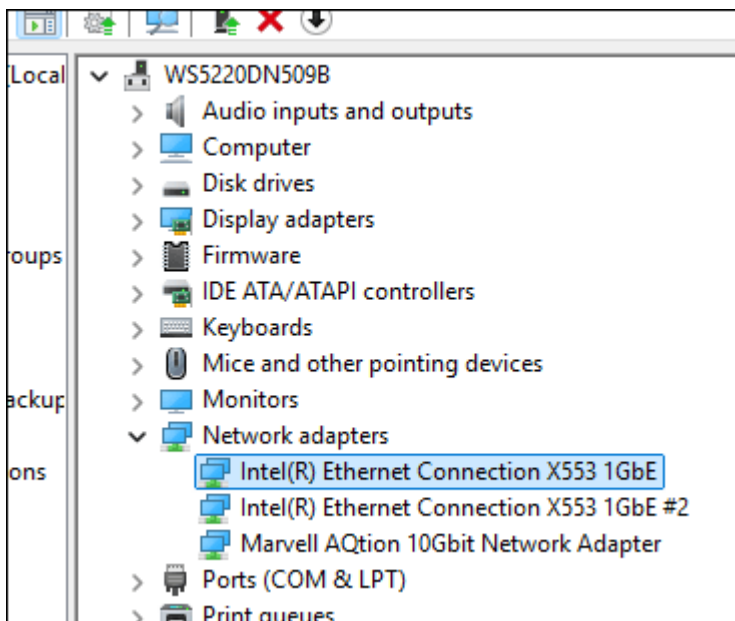 WS5220DN509B
Audio inputs and outputs
Computer
Disk drives
Display adapters
Firmware
IDE ATA/ATAPI controllers
Keyboards
Mice and other pointing devices
Monitors
Network adapters
Intel(R) Ethernet Connection X553 1GbE
Intel(R) Ethernet Connection X553 1GbE #2
Marvell AQtion 10Gbit Network Adapter
Ports (COM & LPT)
Print queues
(Local
roups
ackup
ons